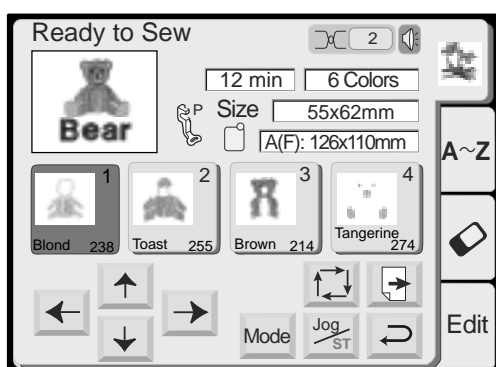 Ready to Sew
2
12 min
6 Colors
Bear
P
Size
55x62mm
A(F): 126x110mm
A~Z
1
Blond 238
2
Toast 255
3
Brown 214
4
Tangerine
274
Mode
Jog
ST
Edit